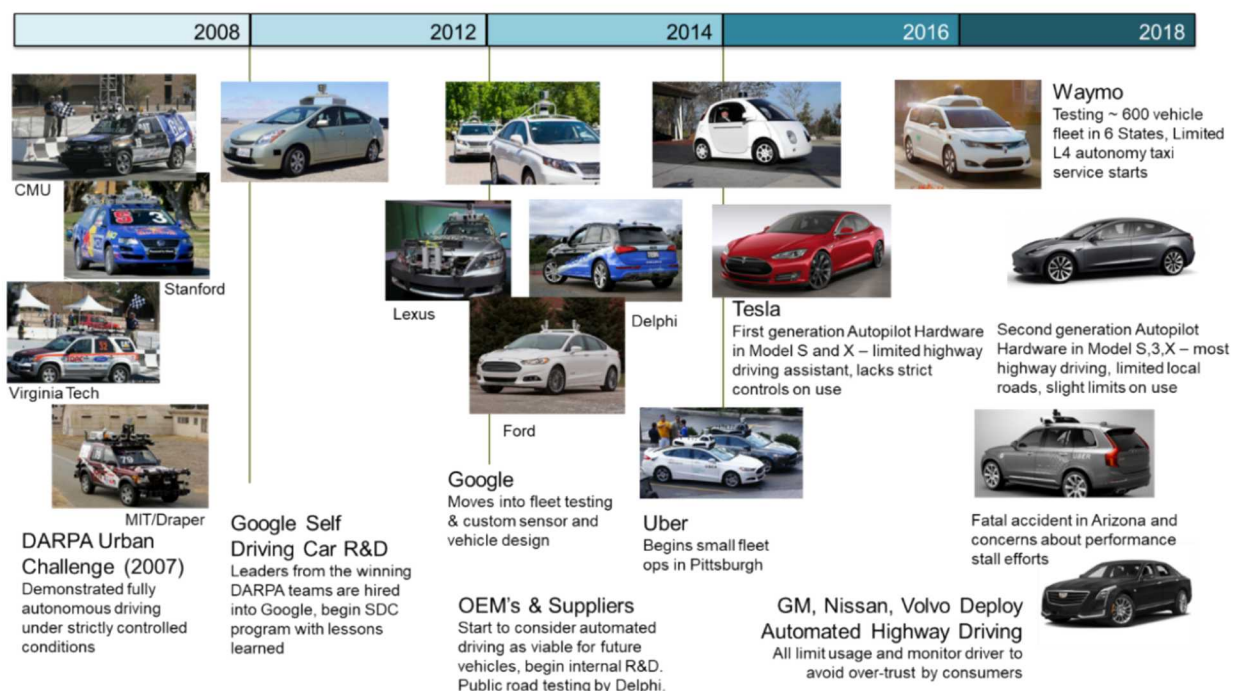 2008
2012
2014
2016
2018
CMU
Stanford
Virginia Tech
MIT/Draper
DARPA Urban
Challenge (2007)
Demonstrated fully
autonomous driving
under strictly controlled
conditions
Google Self
Driving Car R&D
Leaders from the winning
DARPA teams are hired
into Google, begin SDC
program with lessons
learned
Lexus
Delphi
Ford
Google
Moves into fleet testing
& custom sensor and
vehicle design
OEM's & Suppliers
Start to consider automated
driving as viable for future
vehicles, begin internal R&D.
Public road testing by Delphi.
Tesla
First generation Autopilot Hardware
in Model S and X – limited highway
driving assistant, lacks strict
controls on use
Uber
Begins small fleet
ops in Pittsburgh
Waymo
Testing ~ 600 vehicle
fleet in 6 States, Limited
L4 autonomy taxi
service starts
Second generation Autopilot
Hardware in Model S,3,X – most
highway driving, limited local
roads, slight limits on use
UBER
Fatal accident in Arizona and
concerns about performance
stall efforts
GM, Nissan, Volvo Deploy
Automated Highway Driving
All limit usage and monitor driver to
avoid over-trust by consumers